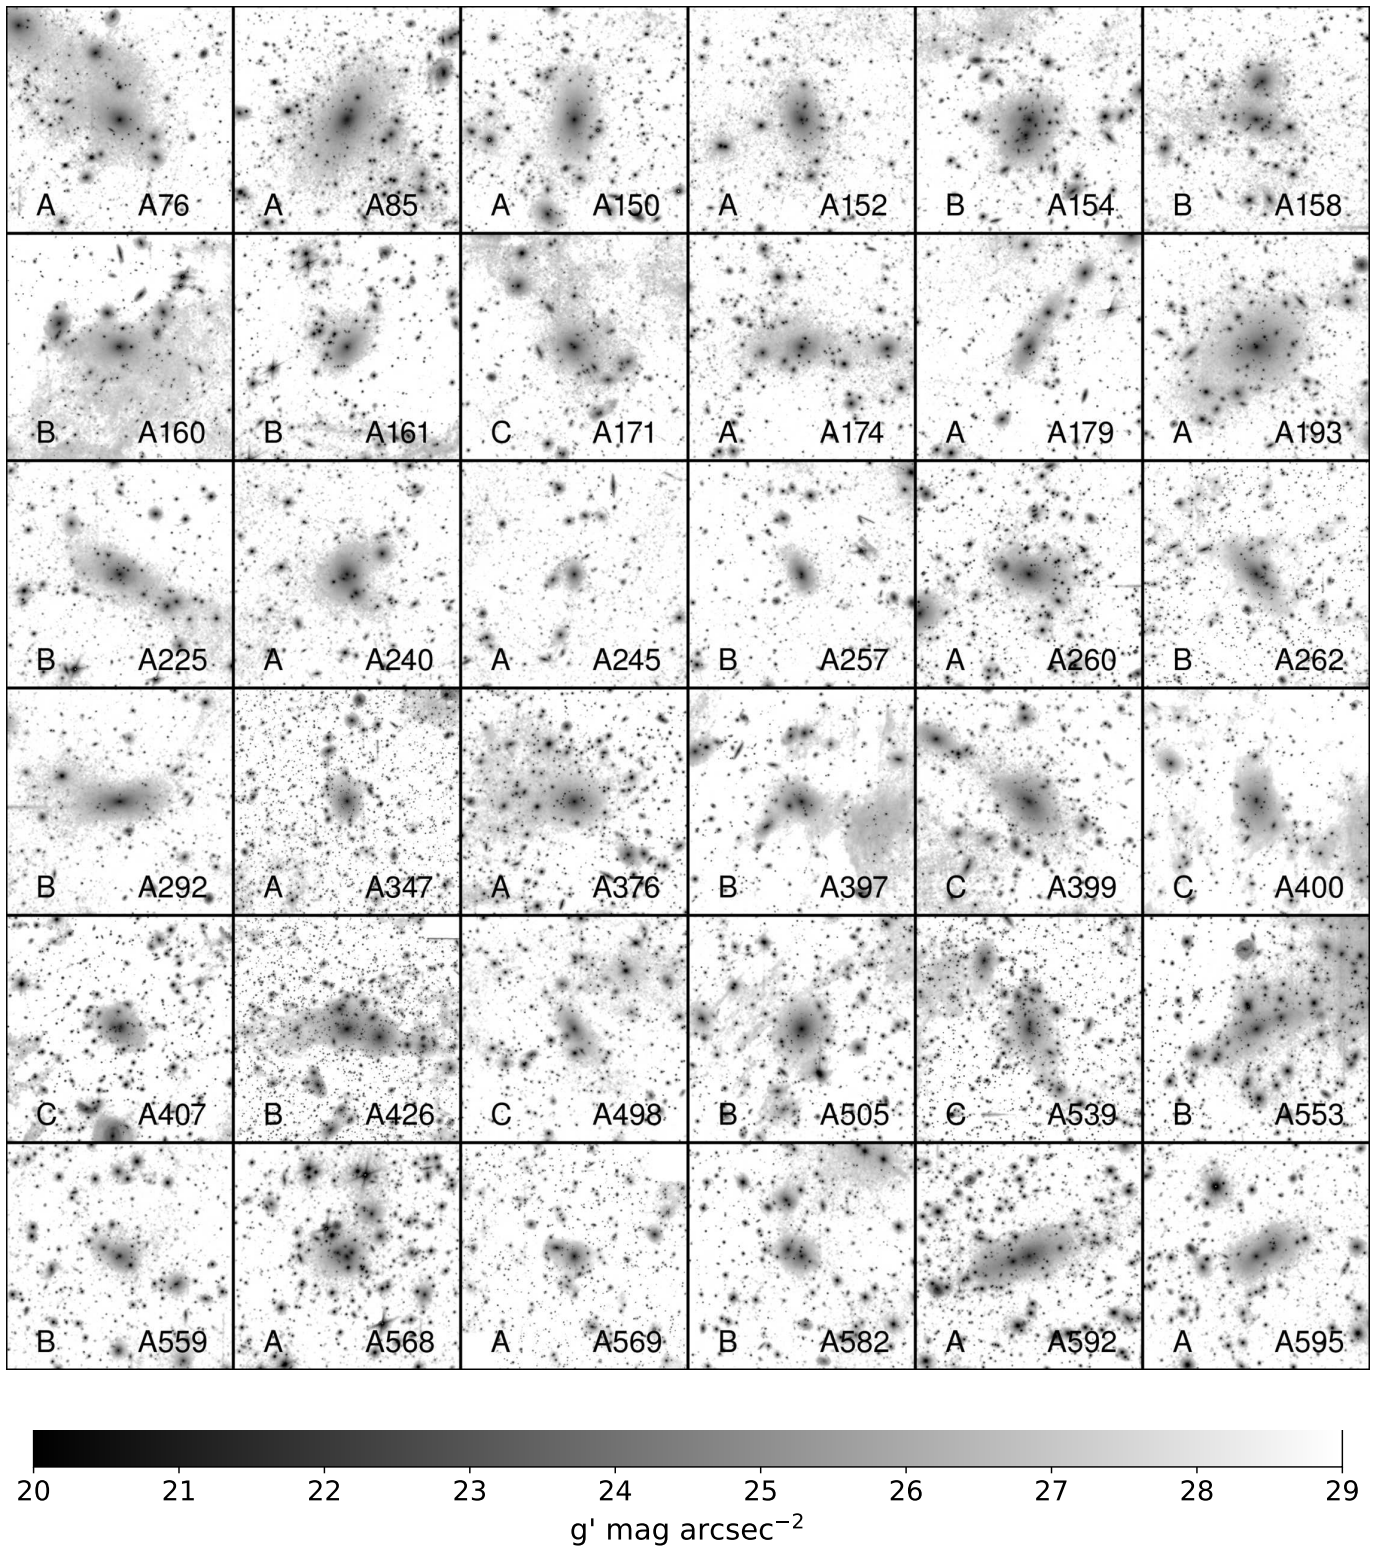 A A76 A A85 A A150 A A152 B A154 B A158
B A160 B A161 C A171 A A174 A A179 A A193
B A225 A A240 A A245 B A257 A A260 B A262
B A292 A A347 A A376 B A397 C A399 C A400
C A407 B A426 C A498 B A505 C A539 B A553
B A559 A A568 A A569 B A582 A A592 A A595
20 21 22 23 24 25 26 27 28 29
g' mag arcsec⁻²